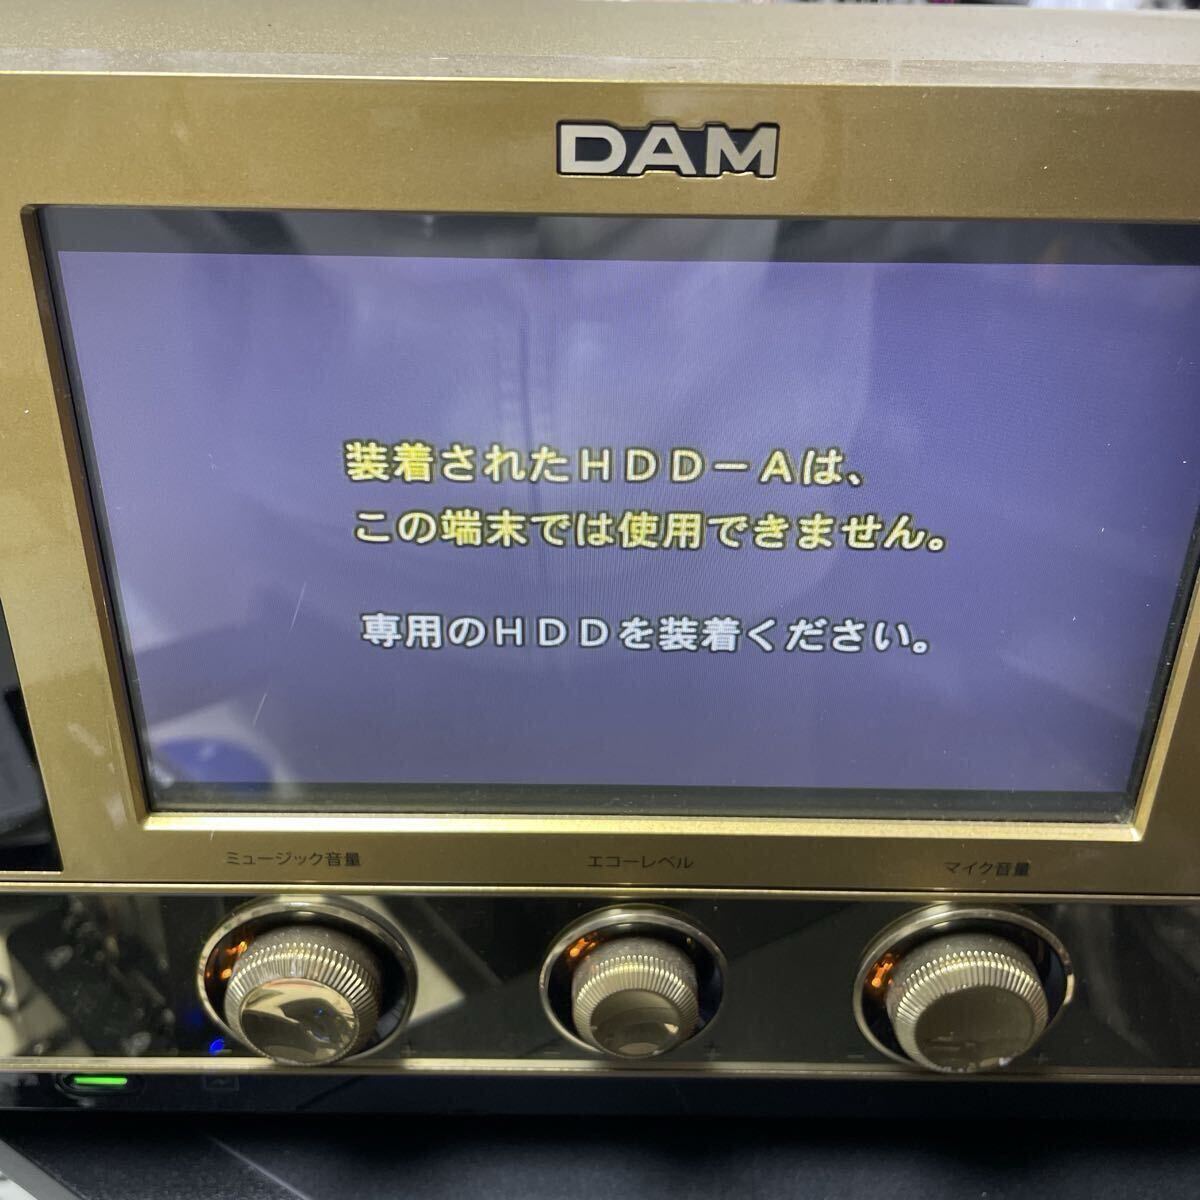 DAM
装着されたＨＤＤ－Ａは、
この端末では使用できません。
専用のＨＤＤを装着ください。
ミュージック音量
エコーレベル
マイク音量